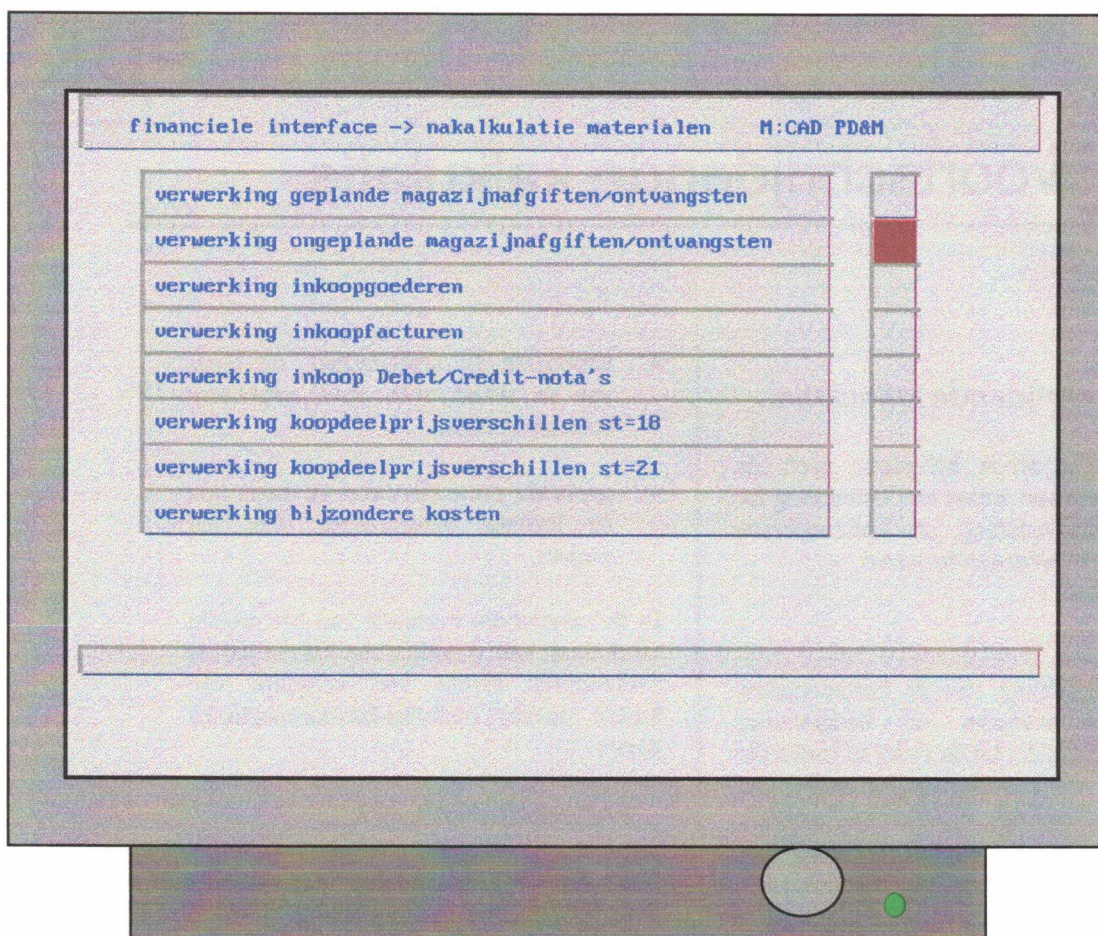 financiele interface -> nakalkulatie materialen M:CAD PD&M
verwerking geplande magazijnafgiften/ontvangsten
verwerking ongeplande magazijnafgiften/ontvangsten
verwerking inkoopgoederen
verwerking inkoopfacturen
verwerking inkoop Debet/Credit-nota's
verwerking koopdeelprijsverschillen st=18
verwerking koopdeelprijsverschillen st=21
verwerking bijzondere kosten